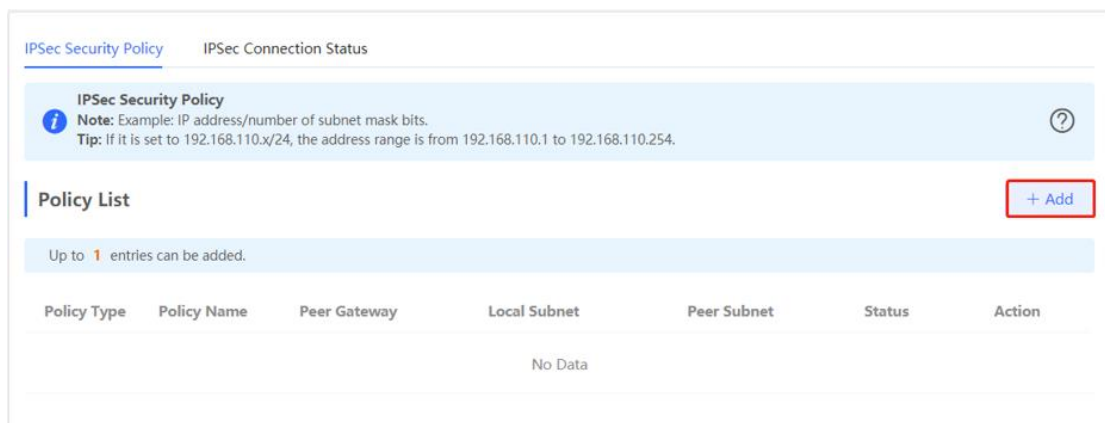 IPSec Security Policy IPSec Connection Status
IPSec Security Policy
Note: Example: IP address/number of subnet mask bits.
Tip: If it is set to 192.168.110.x/24, the address range is from 192.168.110.1 to 192.168.110.254.
Policy List
+ Add
Up to 1 entries can be added.
Policy Type Policy Name Peer Gateway Local Subnet Peer Subnet Status Action
No Data